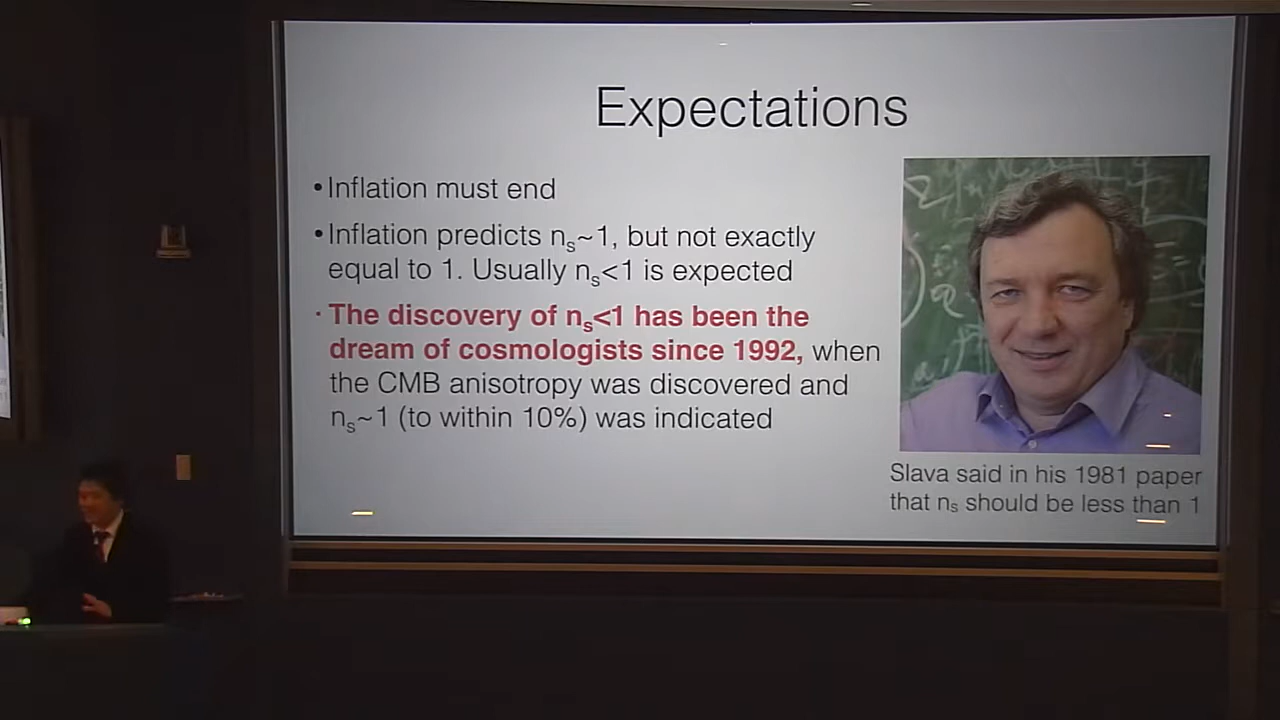 Expectations
•Inflation must end
•Inflation predicts ns~1, but not exactly
equal to 1. Usually ns<1 is expected
· The discovery of ns<1 has been the
dream of cosmologists since 1992, when
the CMB anisotropy was discovered and
ns~1 (to within 10%) was indicated
Slava said in his 1981 paper
that ns should be less than 1